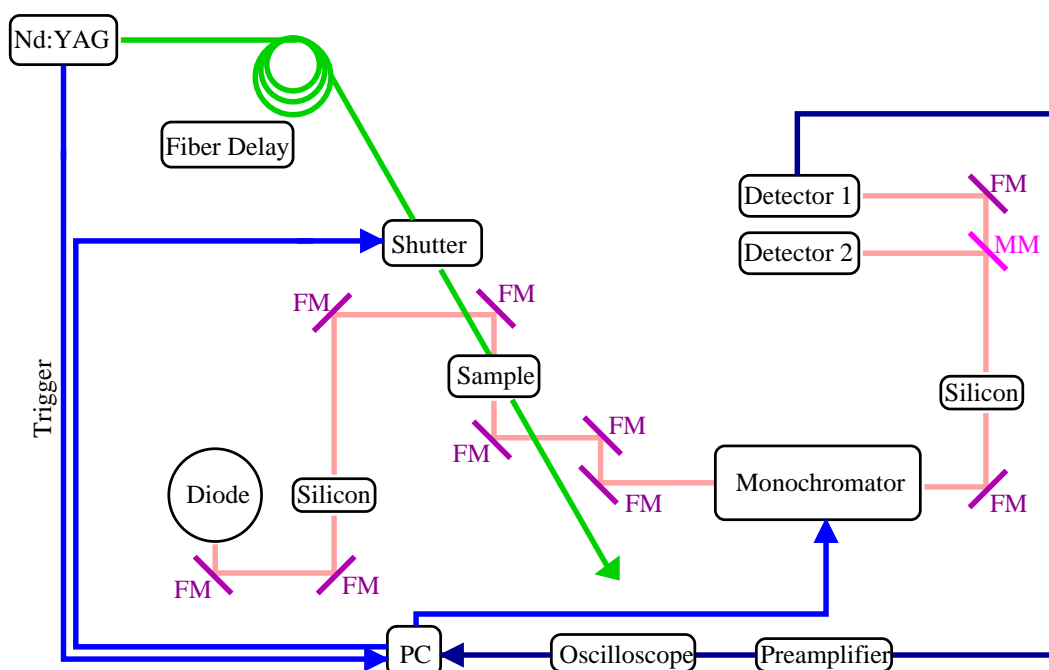 Nd:YAG
Fiber Delay
Detector 1
FM
Shutter
Detector 2
MM
FM
FM
Sample
Silicon
Trigger
FM
FM
Diode
Silicon
FM
Monochromator
FM
FM
FM
PC
Oscilloscope
Preamplifier